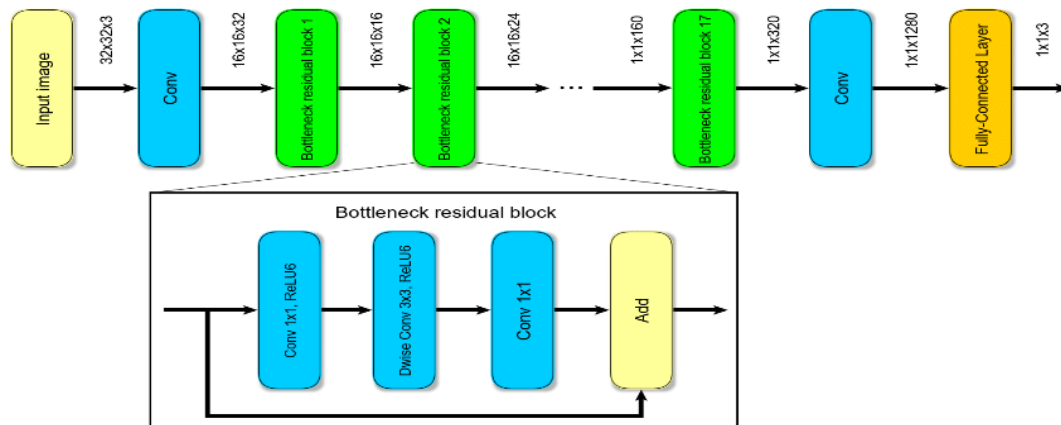 Input image
32x32x3
Conv
16x16x32
Bottleneck residual block 1
16x16x16
Bottleneck residual block 2
16x16x24
...
1x1x160
Bottleneck residual block 17
1x1x320
Conv
1x1x1280
Fully-Connected Layer
1x1x3
Bottleneck residual block
Conv 1x1, ReLU6
Dwise Conv 3x3, ReLU6
Conv 1x1
Add